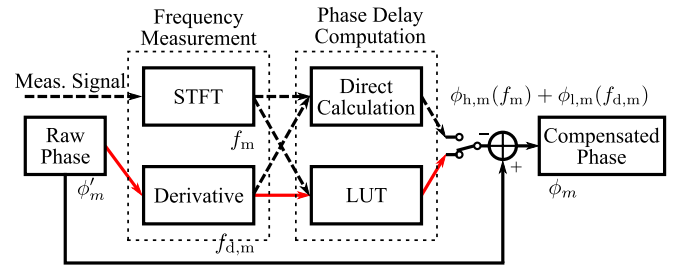 Frequency
Measurement
Phase Delay
Computation
Meas. Signal
STFT
Direct
Calculation
ϕh,m(fm) + ϕl,m(fd,m)
fm
Raw
Phase
ϕ′m
Derivative
fd,m
LUT
−
+
Compensated
Phase
ϕm